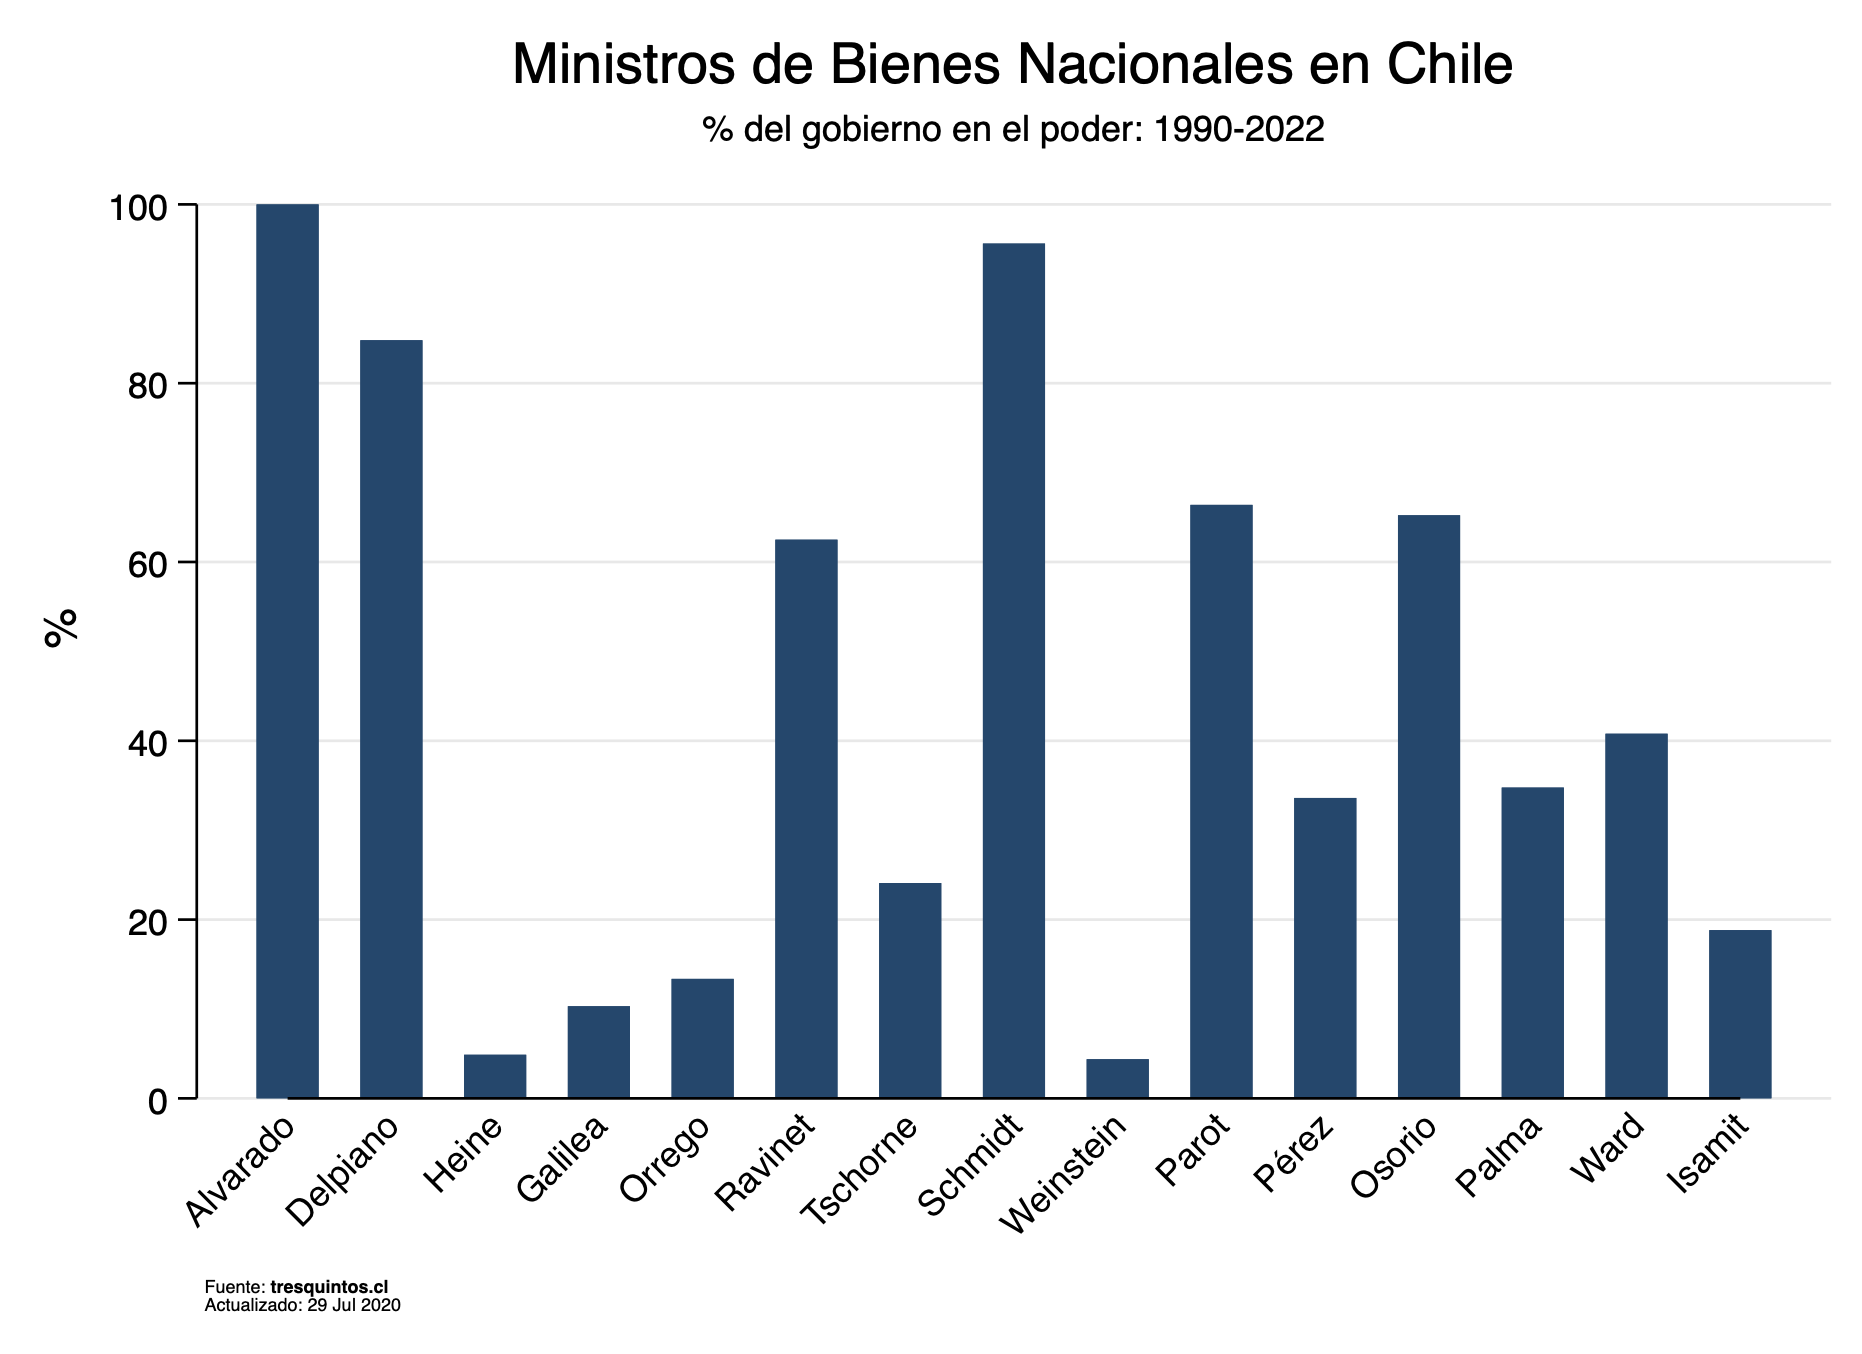 Ministros de Bienes Nacionales en Chile
% del gobierno en el poder: 1990-2022
%
100
80
60
40
20
0
Alvarado
Delpiano
Heine
Galilea
Orrego
Ravinet
Tschorne
Schmidt
Weinstein
Parot
Pérez
Osorio
Palma
Ward
Isamit
Fuente: tresquintos.cl
Actualizado: 29 Jul 2020